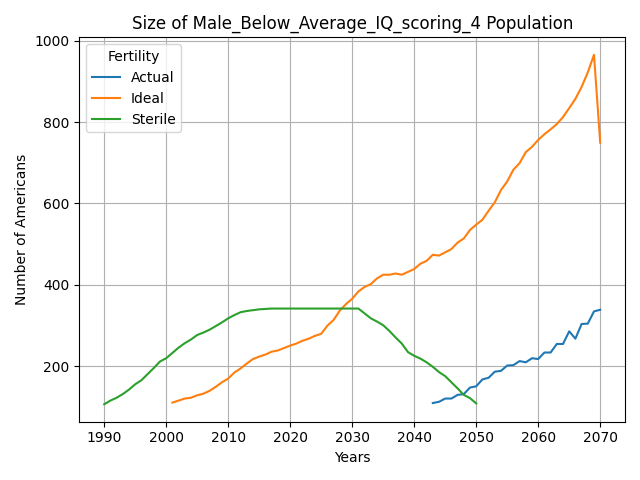 Size of Male_Below_Average_IQ_scoring_4 Population
Fertility
Actual
Ideal
Sterile
Number of Americans
1000
800
600
400
200
1990 2000 2010 2020 2030 2040 2050 2060 2070
Years